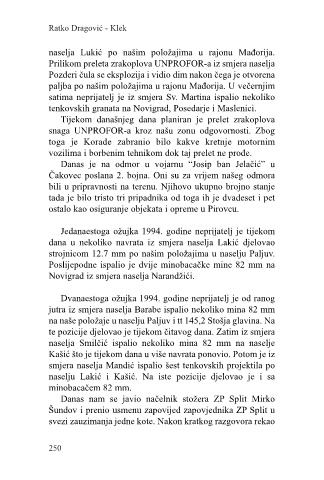 Ratko Dragović - Klek
naselja Lukić po našim položajima u rajonu Mađorija.
Prilikom preleta zrakoplova UNPROFOR-a iz smjera naselja
Pozderi čula se eksplozija i vidio dim nakon čega je otvorena
paljba po našim položajima u rajonu Mađorija. U večernjim
satima neprijatelj je iz smjera Sv. Martina ispalio nekoliko
tenkovskih granata na Novigrad, Posedarje i Maslenici.
Tijekom današnjeg dana planiran je prelet zrakoplova
snaga UNPROFOR-a kroz našu zonu odgovornosti. Zbog
toga je Korade zabranio bilo kakve kretnje motornim
vozilima i borbenim tehnikom dok taj prelet ne prođe.
Danas je na odmor u vojarnu “Josip ban Jelačić” u
Čakovec poslana 2. bojna. Oni su za vrijeme našeg odmora
bili u pripravnosti na terenu. Njihovo ukupno brojno stanje
tada je bilo tristo tri pripadnika od toga ih je dvadeset i pet
ostalo kao osiguranje objekata i opreme u Pirovcu.
Jedanaestoga ožujka 1994. godine neprijatelj je tijekom
dana u nekoliko navrata iz smjera naselja Lakić djelovao
strojnicom 12.7 mm po našim položajima u naselju Paljuv.
Poslijepodne ispalio je dvije minobacačke mine 82 mm na
Novigrad iz smjera naselja Narandžići.
Dvanaestoga ožujka 1994. godine neprijatelj je od ranog
jutra iz smjera naselja Barabe ispalio nekoliko mina 82 mm
na naše položaje u naselju Paljuv i tt 145,2 Stošja glavina. Na
te pozicije djelovao je tijekom čitavog dana. Zatim iz smjera
naselja Smilčić ispalio nekoliko mina 82 mm na naselje
Kašić što je tijekom dana u više navrata ponovio. Potom je iz
smjera naselja Mandić ispalio šest tenkovskih projektila po
naselju Lakić i Kašić. Na iste pozicije djelovao je i sa
minobacačem 82 mm.
Danas nam se javio načelnik stožera ZP Split Mirko
Šundov i prenio usmenu zapovijed zapovjednika ZP Split u
svezi zauzimanja jedne kote. Nakon kratkog razgovora rekao
250